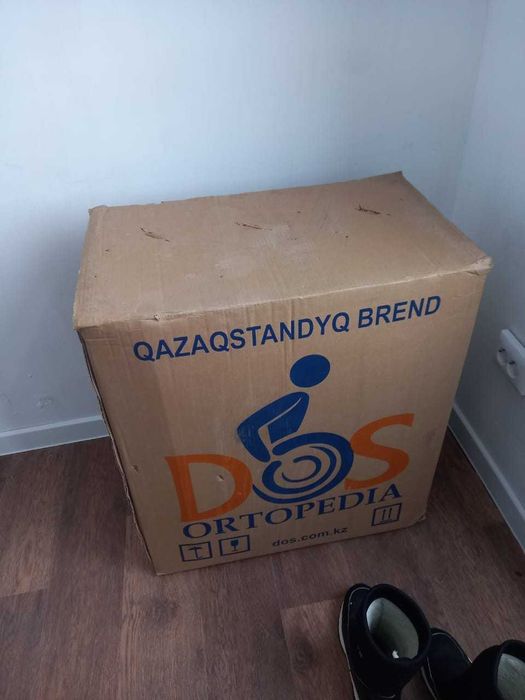 QAZAQSTANDYQ BREND
DOS
ORTOPEDIA
dos.com.kz